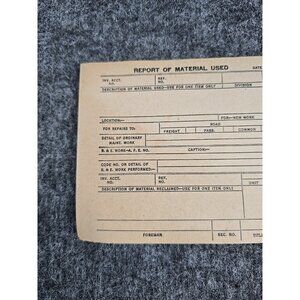 REPORT OF MATERIAL USED DATE
INV. ACCT. NO. REF. NO.
DESCRIPTION OF MATERIAL USED—USE FOR ONE ITEM ONLY DIVISION
LOCATION: FOR—NEW WORK
FOR REPAIRS TO: ROAD
FREIGHT PASS. COMMON
DETAIL OF ORDINARY MAINT. WORK
R. & E. WORK—A. F. E. NO. CAPTION:
CODE NO. OR DETAIL OF R. & E. WORK PERFORMED:
INV. ACCT. NO. REF. NO. UNIT
DESCRIPTION OF MATERIAL RECLAIMED—USE FOR ONE ITEM ONLY
FOREMAN SEC. NO.